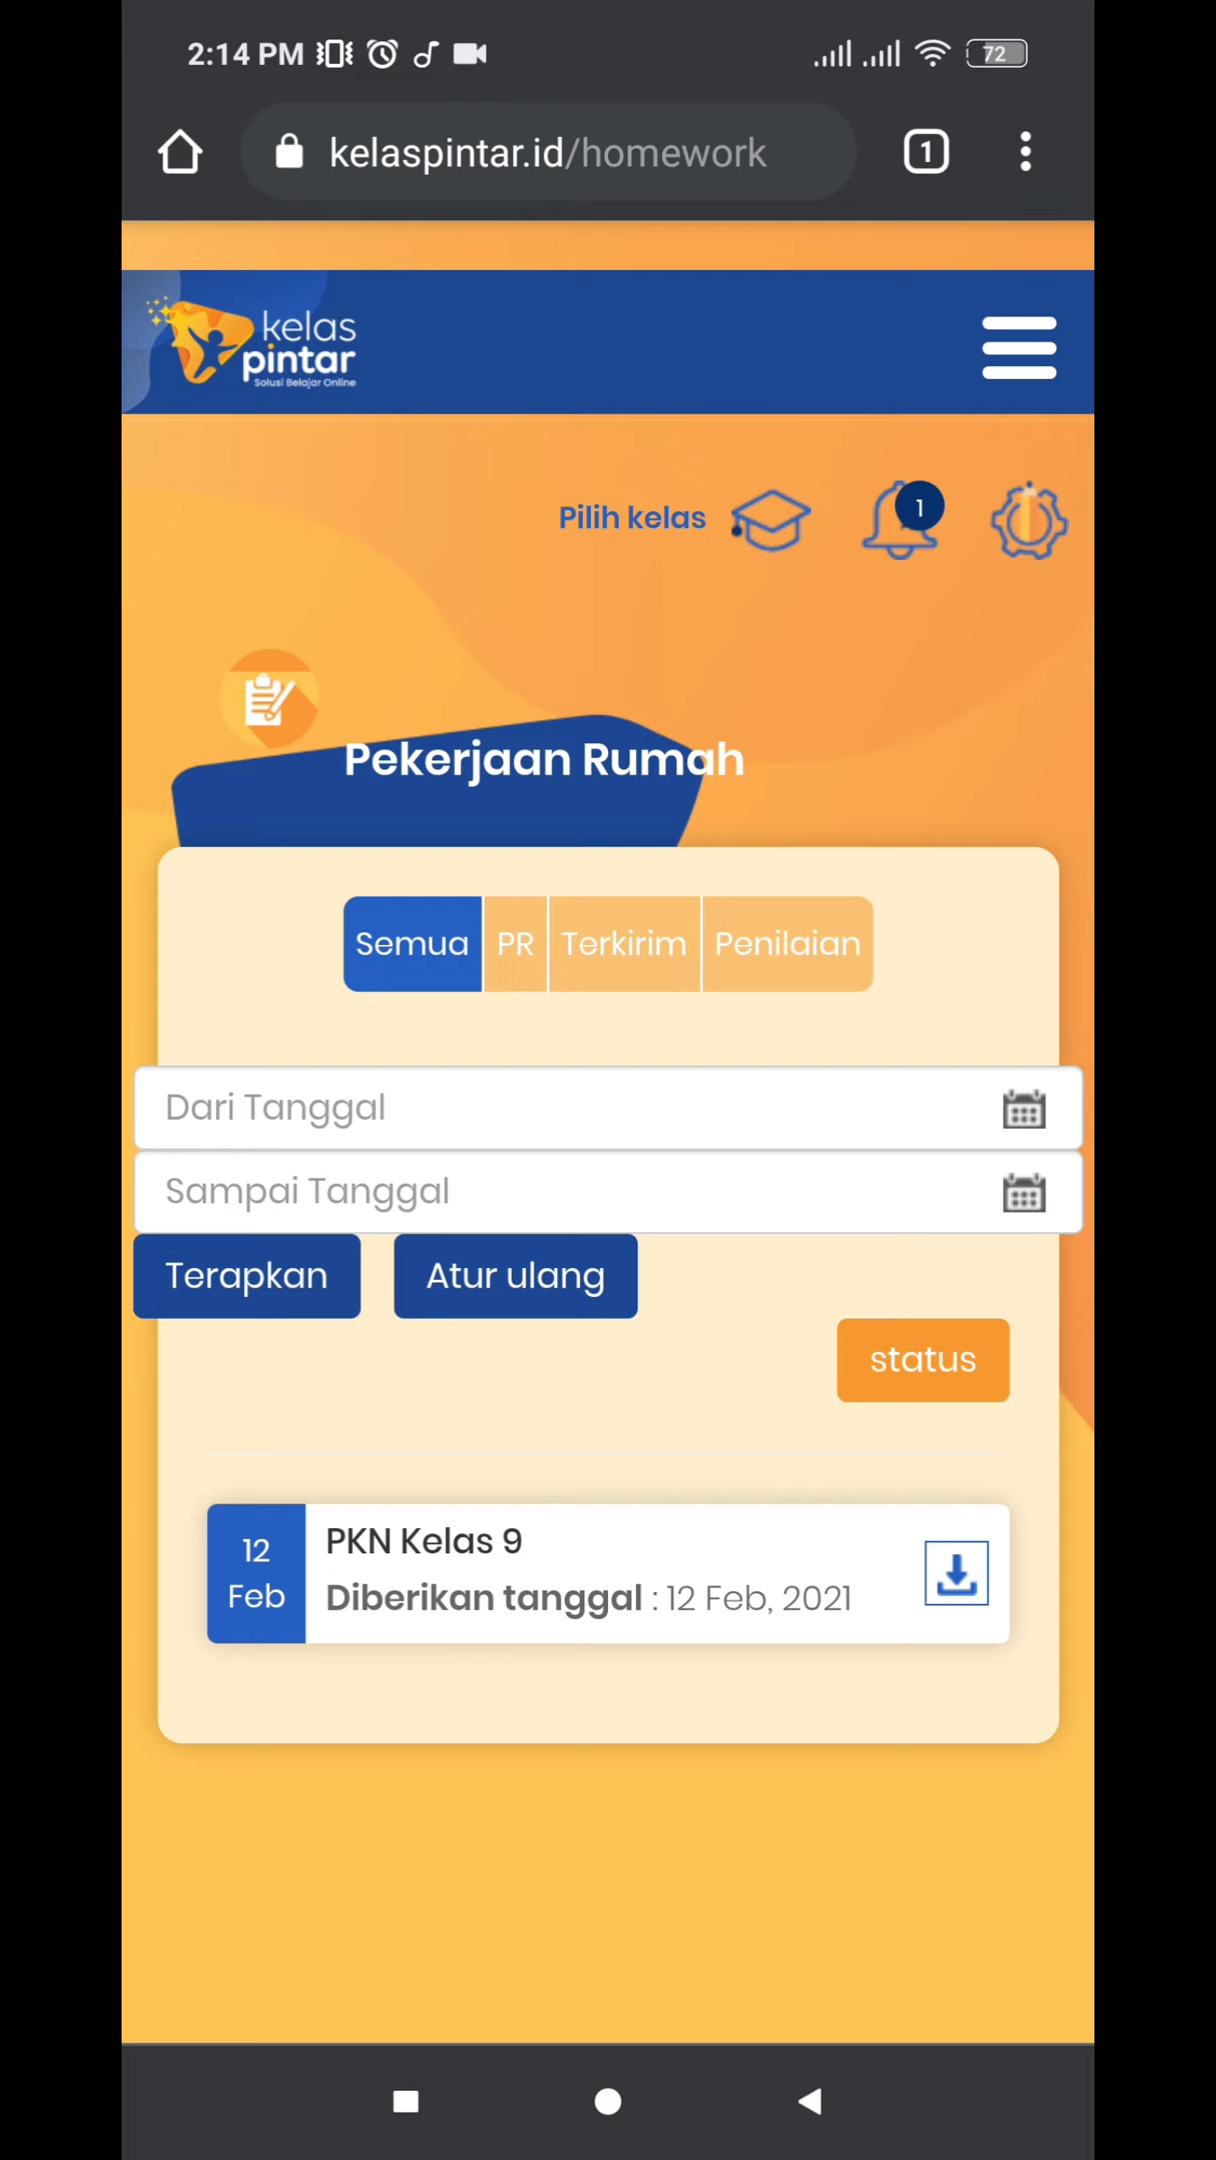 2:14 PM
72
kelaspintar.id/homework
1
kelas
pintar
Solusi Belajar Online
Pilih kelas
1
Pekerjaan Rumah
Semua PR Terkirim Penilaian
Dari Tanggal
Sampai Tanggal
Terapkan Atur ulang
status
12
Feb
PKN Kelas 9
Diberikan tanggal : 12 Feb, 2021